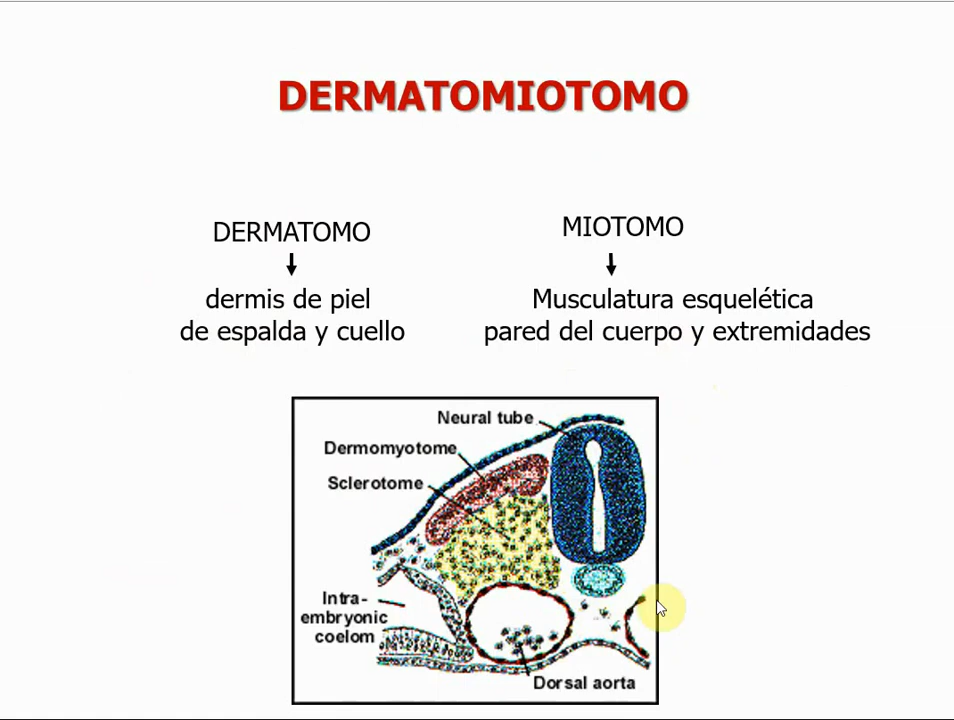 DERMATOMIOTOMO
DERMATOMO
MIOTOMO
dermis de piel
de espalda y cuello
Musculatura esquelética
pared del cuerpo y extremidades
Neural tube
Dermomyotome
Sclerotome
Intra-
embryonic
coelom
Dorsal aorta